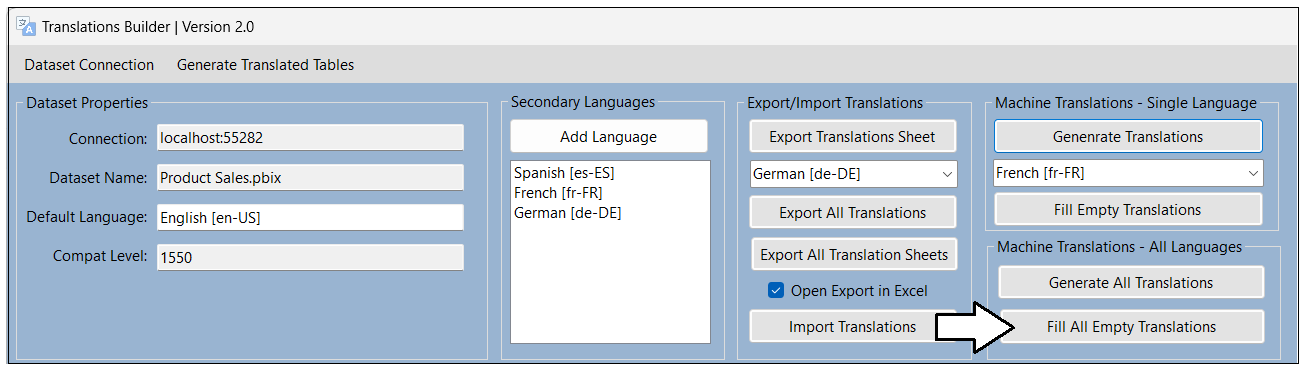 Translations Builder | Version 2.0
Dataset Connection Generate Translated Tables
Dataset Properties
Connection: localhost:55282
Dataset Name: Product Sales.pbix
Default Language: English [en-US]
Compat Level: 1550
Secondary Languages
Add Language
Spanish [es-ES]
French [fr-FR]
German [de-DE]
Export/Import Translations
Export Translations Sheet
German [de-DE]
Export All Translations
Export All Translation Sheets
Open Export in Excel
Import Translations
Machine Translations - Single Language
Genenrate Translations
French [fr-FR]
Fill Empty Translations
Machine Translations - All Languages
Generate All Translations
Fill All Empty Translations